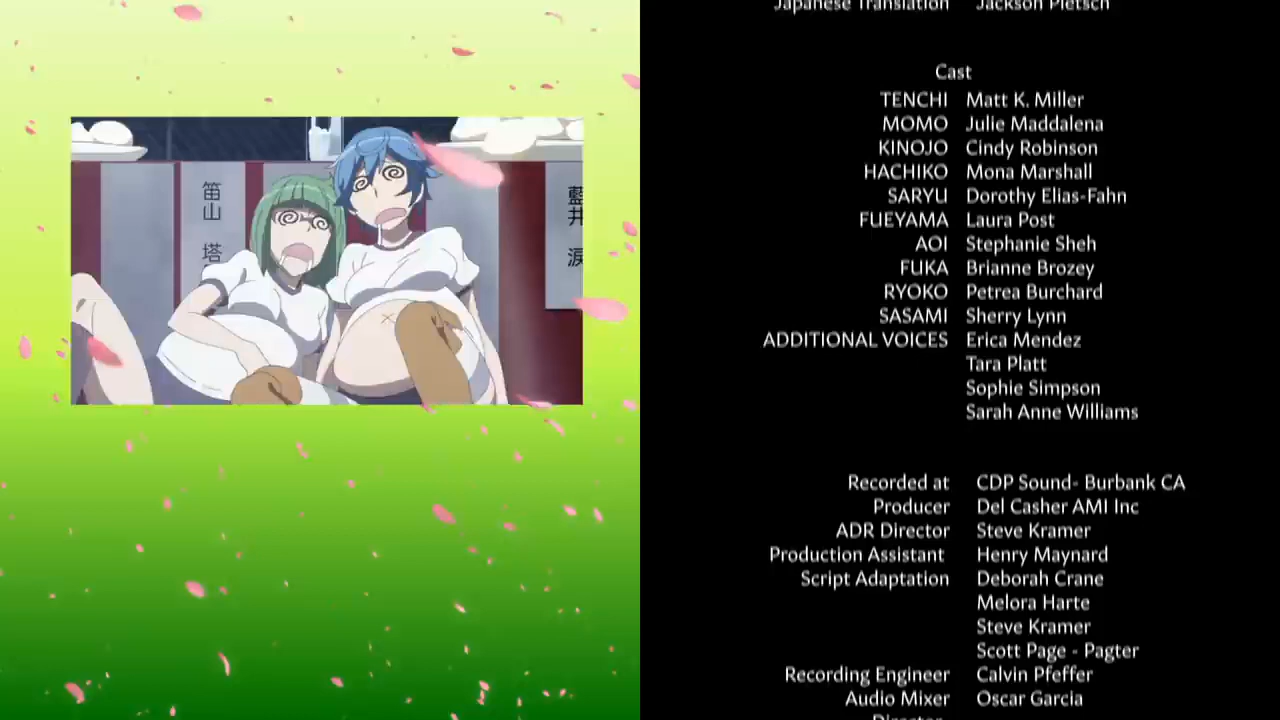 笛山 塔
藍井 涙
Japanese Translation Jackson Pietsch
Cast
TENCHI Matt K. Miller
MOMO Julie Maddalena
KINOJO Cindy Robinson
HACHIKO Mona Marshall
SARYU Dorothy Elias-Fahn
FUEYAMA Laura Post
AOI Stephanie Sheh
FUKA Brianne Brozey
RYOKO Petrea Burchard
SASAMI Sherry Lynn
ADDITIONAL VOICES Erica Mendez
Tara Platt
Sophie Simpson
Sarah Anne Williams
Recorded at CDP Sound- Burbank CA
Producer Del Casher AMI Inc
ADR Director Steve Kramer
Production Assistant Henry Maynard
Script Adaptation Deborah Crane
Melora Harte
Steve Kramer
Scott Page - Pagter
Recording Engineer Calvin Pfeffer
Audio Mixer Oscar Garcia